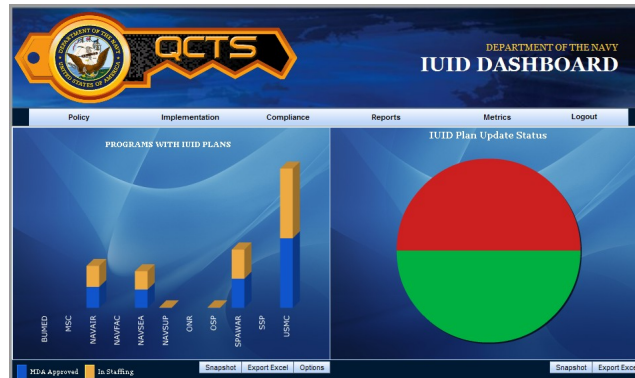 DEPARTMENT OF THE NAVY
UNITED STATES OF AMERICA
QCTS
DEPARTMENT OF THE NAVY
IUID DASHBOARD
Policy Implementation Compliance Reports Metrics Logout
PROGRAMS WITH IUID PLANS
BUMED
MSC
NAVAIR
NAVFAC
NAVSEA
NAVSUP
ONR
OSP
SPAWAR
SSP
USMC
MDA Approved In Staffing
Snapshot Export Excel Options
IUID Plan Update Status
Snapshot Export Exce